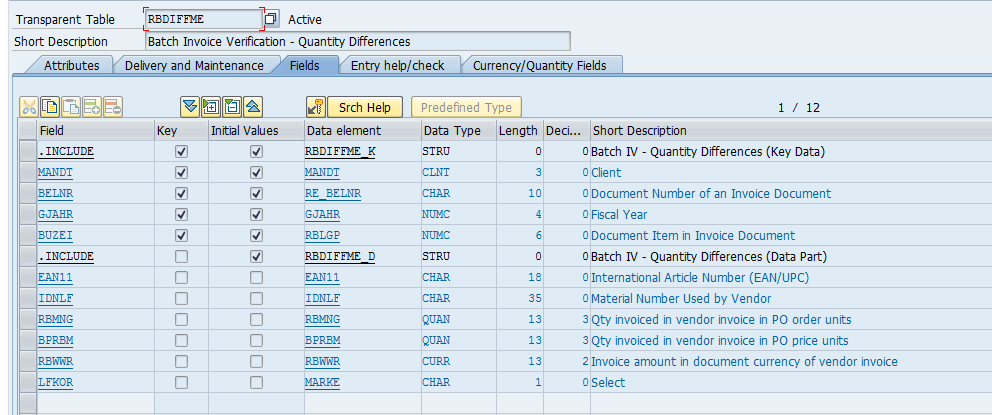 Transparent Table RBDIFFME Active
Short Description Batch Invoice Verification - Quantity Differences
Attributes Delivery and Maintenance Fields Entry help/check Currency/Quantity Fields
Srch Help Predefined Type 1 / 12
Field Key Initial Values Data element Data Type Length Deci... Short Description
.INCLUDE RBDIFFME_K STRU 0 0 Batch IV - Quantity Differences (Key Data)
MANDT MANDT CLNT 3 0 Client
BELNR RE_BELNR CHAR 10 0 Document Number of an Invoice Document
GJAHR GJAHR NUMC 4 0 Fiscal Year
BUZEI RBLGP NUMC 6 0 Document Item in Invoice Document
.INCLUDE RBDIFFME_D STRU 0 0 Batch IV - Quantity Differences (Data Part)
EAN11 EAN11 CHAR 18 0 International Article Number (EAN/UPC)
IDNLF IDNLF CHAR 35 0 Material Number Used by Vendor
RBMNG RBMNG QUAN 13 3 Qty invoiced in vendor invoice in PO order units
BPRBM BPRBM QUAN 13 3 Qty invoiced in vendor invoice in PO price units
RBWWR RBWWR CURR 13 2 Invoice amount in document currency of vendor invoice
LFKOR MARKE CHAR 1 0 Select